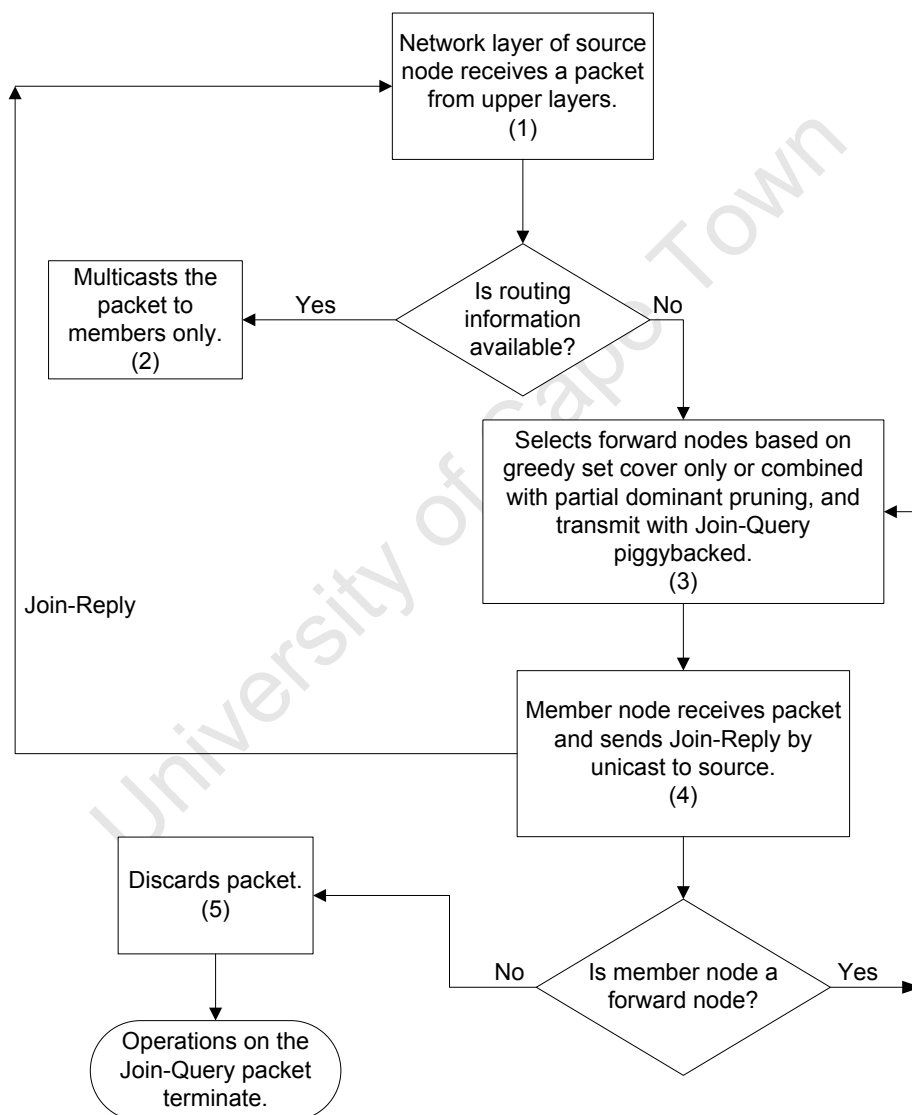 Network layer of source
node receives a packet
from upper layers.
(1)
Is routing
information
available?
Yes
No
Multicasts the
packet to
members only.
(2)
Selects forward nodes based on
greedy set cover only or combined
with partial dominant pruning, and
transmit with Join-Query
piggybacked.
(3)
Join-Reply
Member node receives packet
and sends Join-Reply by
unicast to source.
(4)
Is member node a
forward node?
No
Yes
Discards packet.
(5)
Operations on the
Join-Query packet
terminate.
University of Cape Town